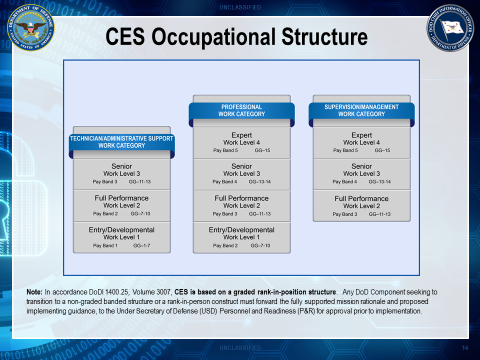 UNCLASSIFIED
CES Occupational Structure
TECHNICIAN/ADMINISTRATIVE SUPPORT
WORK CATEGORY
Senior
Work Level 3
Pay Band 3 GG–11-13
Full Performance
Work Level 2
Pay Band 2 GG–7-10
Entry/Developmental
Work Level 1
Pay Band 1 GG–1-7
PROFESSIONAL
WORK CATEGORY
Expert
Work Level 4
Pay Band 5 GG–15
Senior
Work Level 3
Pay Band 4 GG–13-14
Full Performance
Work Level 2
Pay Band 3 GG–11-13
Entry/Developmental
Work Level 1
Pay Band 2 GG–7-10
SUPERVISION/MANAGEMENT
WORK CATEGORY
Expert
Work Level 4
Pay Band 5 GG–15
Senior
Work Level 3
Pay Band 4 GG–13-14
Full Performance
Work Level 2
Pay Band 3 GG–11-13
Note: In accordance DoDI 1400.25, Volume 3007, CES is based on a graded rank-in-position structure. Any DoD Component seeking to
transition to a non-graded banded structure or a rank-in-person construct must forward the fully supported mission rationale and proposed
implementing guidance, to the Under Secretary of Defense (USD) Personnel and Readiness (P&R) for approval prior to implementation.
UNCLASSIFIED